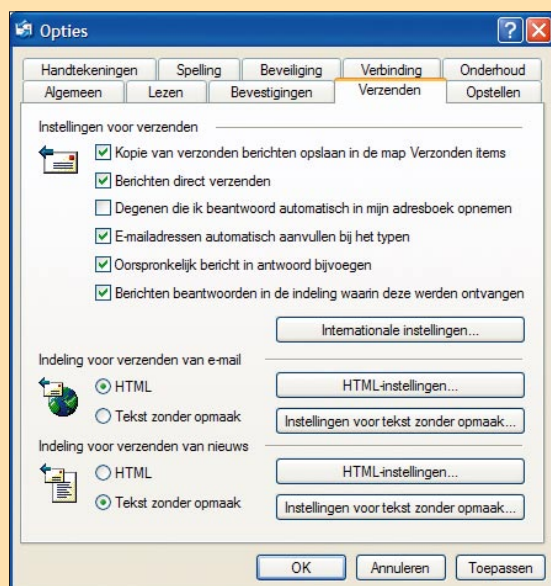 Opties
Handtekeningen Spelling Beveiliging Verbinding Onderhoud
Algemeen Lezen Bevestigingen Verzenden Opstellen
Instellingen voor verzenden
Kopie van verzonden berichten opslaan in de map Verzonden items
Berichten direct verzenden
Degenen die ik beantwoord automatisch in mijn adresboek opnemen
E-mailadressen automatisch aanvullen bij het typen
Oorspronkelijk bericht in antwoord bijvoegen
Berichten beantwoorden in de indeling waarin deze werden ontvangen
Internationale instellingen...
Indeling voor verzenden van e-mail
HTML HTML-instellingen...
Tekst zonder opmaak Instellingen voor tekst zonder opmaak...
Indeling voor verzenden van nieuws
HTML HTML-instellingen...
Tekst zonder opmaak Instellingen voor tekst zonder opmaak...
OK Annuleren Toepassen